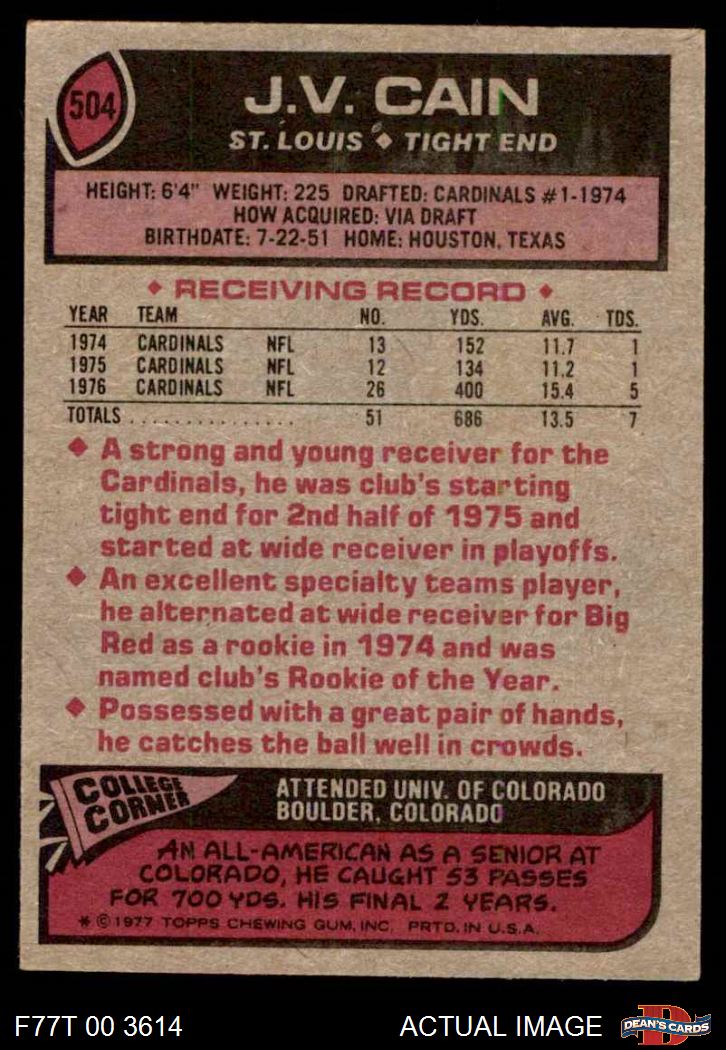 504
J.V. CAIN
ST. LOUIS ◆ TIGHT END
HEIGHT: 6'4" WEIGHT: 225 DRAFTED: CARDINALS #1-1974
HOW ACQUIRED: VIA DRAFT
BIRTHDATE: 7-22-51 HOME: HOUSTON, TEXAS
◆ RECEIVING RECORD ◆
YEAR TEAM NO. YDS. AVG. TDS.
1974 CARDINALS NFL 13 152 11.7 1
1975 CARDINALS NFL 12 134 11.2 1
1976 CARDINALS NFL 26 400 15.4 5
TOTALS . . . . . . . . . . . . . . . 51 686 13.5 7
◆ A strong and young receiver for the
Cardinals, he was club's starting
tight end for 2nd half of 1975 and
started at wide receiver in playoffs.
◆ An excellent specialty teams player,
he alternated at wide receiver for Big
Red as a rookie in 1974 and was
named club's Rookie of the Year.
◆ Possessed with a great pair of hands,
he catches the ball well in crowds.
COLLEGE
CORNER
ATTENDED UNIV. OF COLORADO
BOULDER, COLORADO
AN ALL-AMERICAN AS A SENIOR AT
COLORADO, HE CAUGHT 53 PASSES
FOR 700 YDS. HIS FINAL 2 YEARS.
* © 1977 TOPPS CHEWING GUM, INC. PRTD. IN U.S.A.
F77T 00 3614
ACTUAL IMAGE
D
DEAN'S CARDS